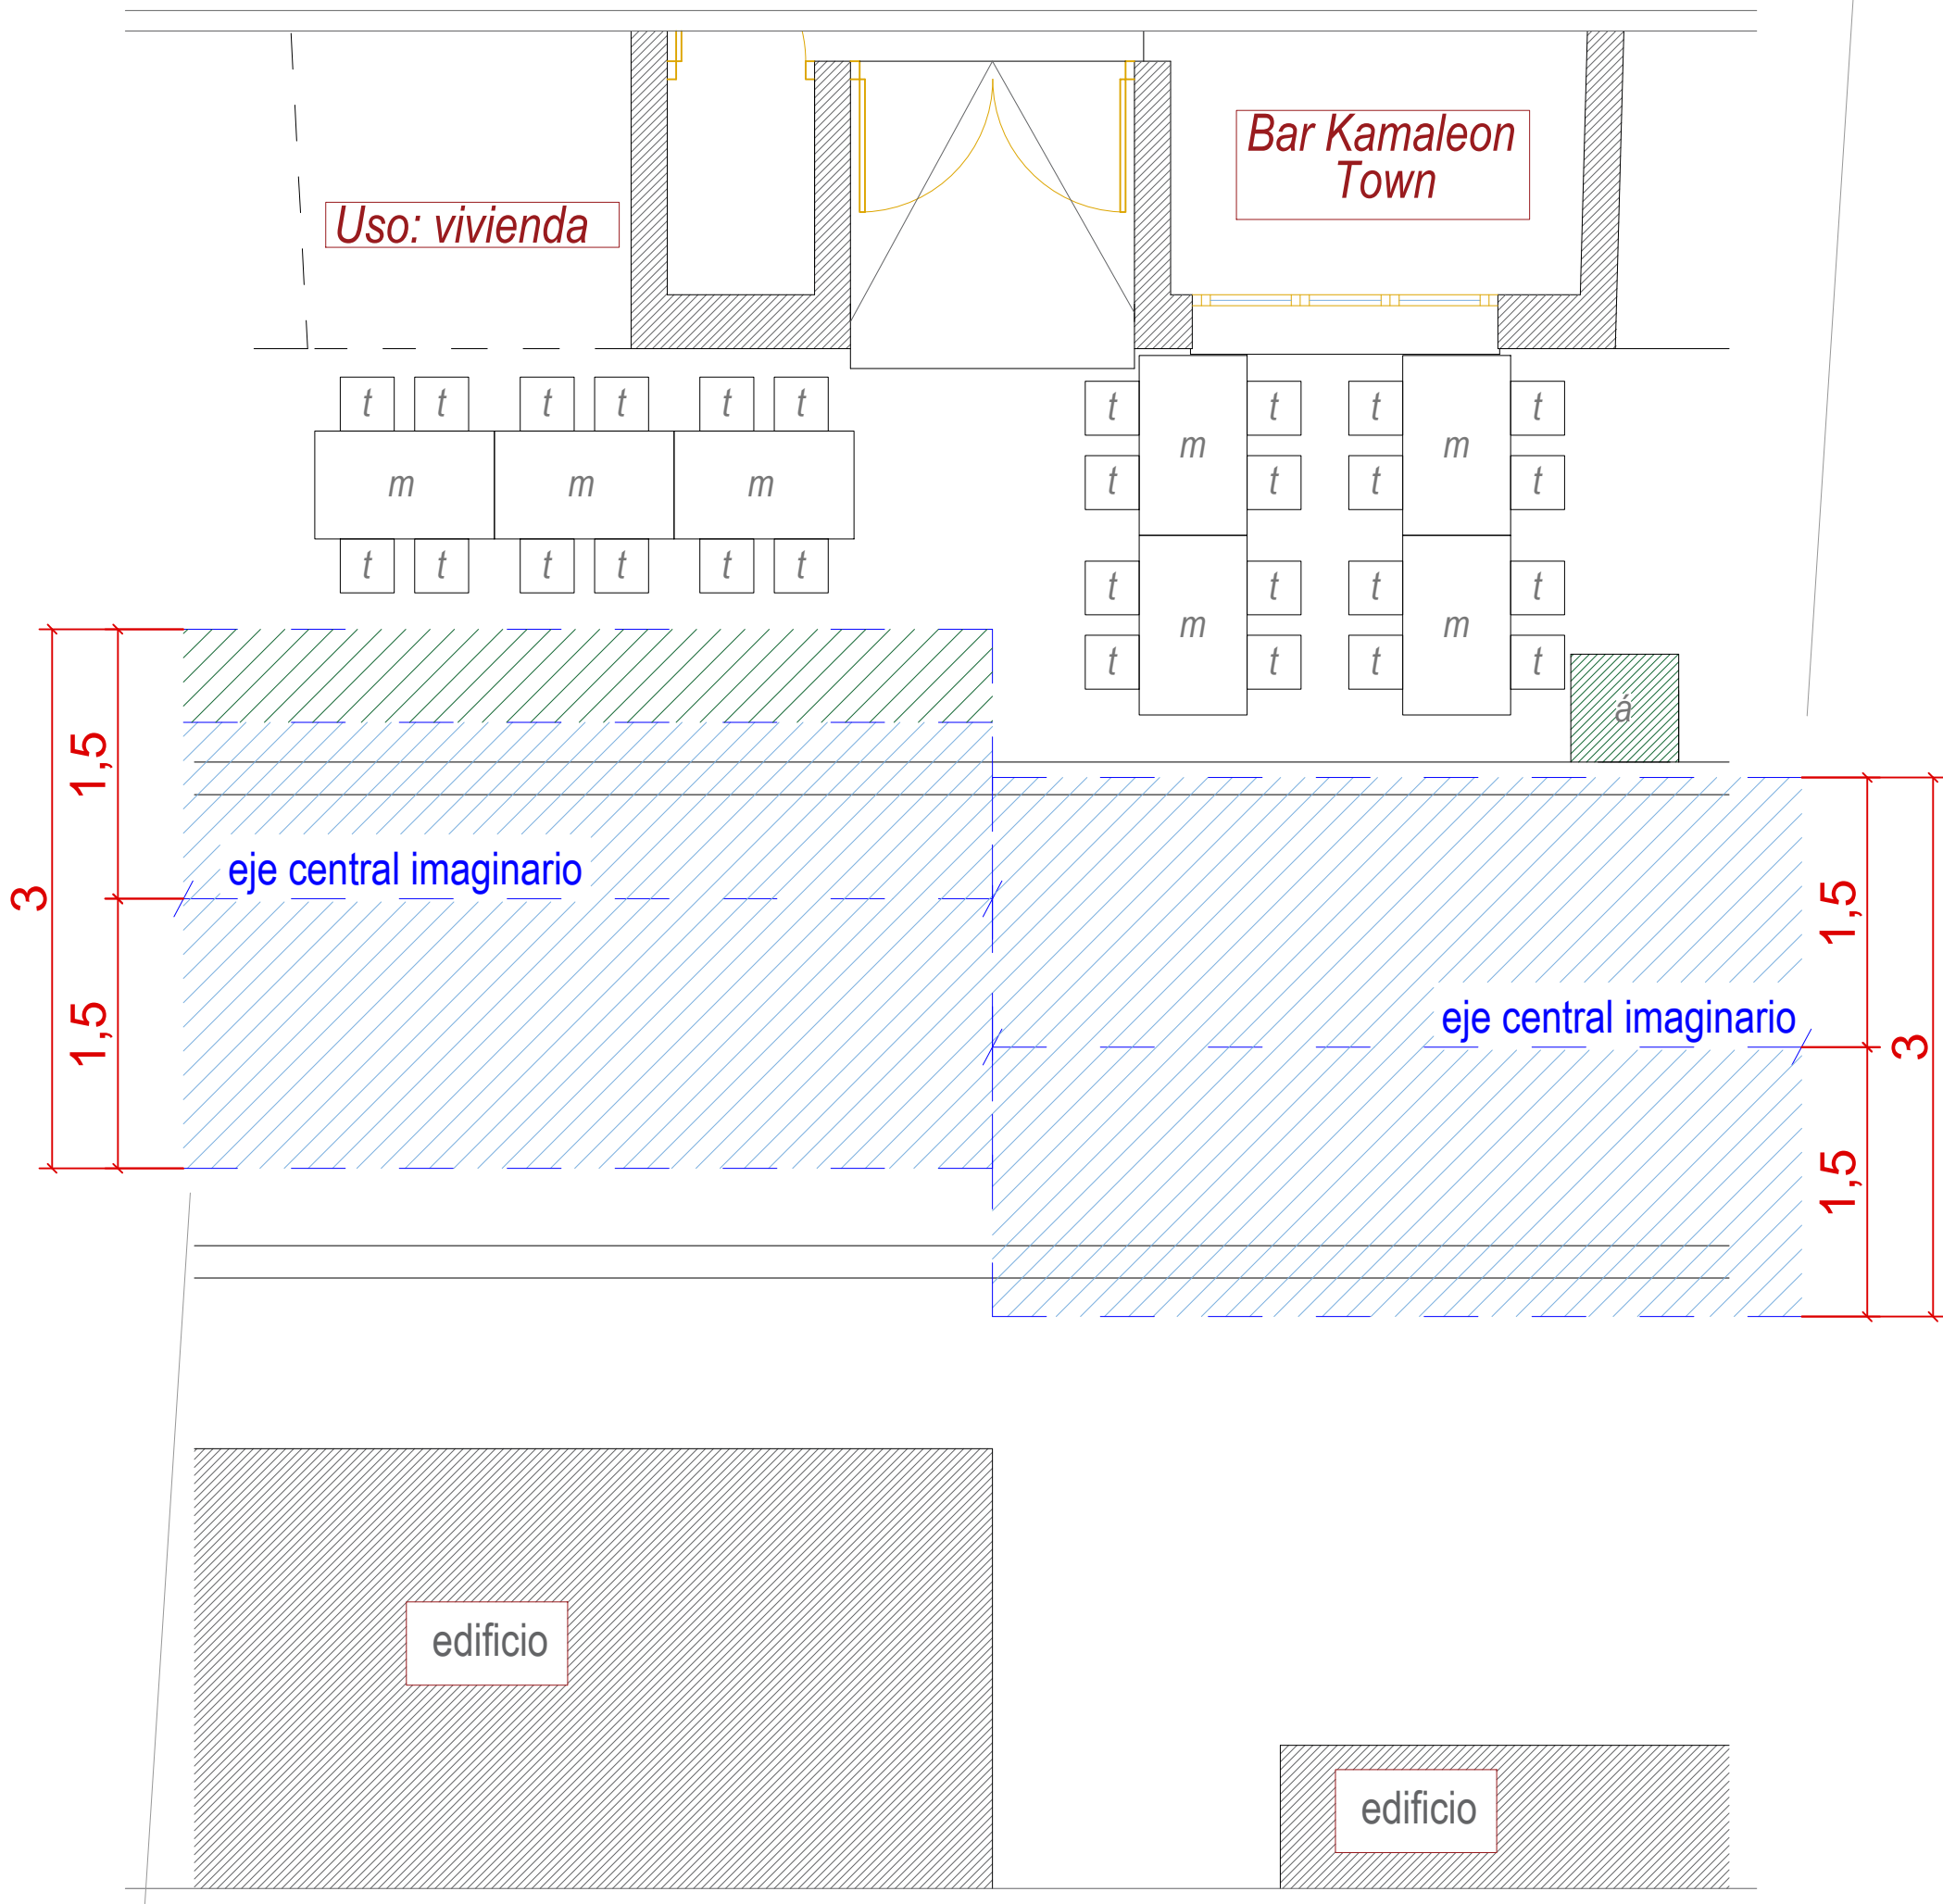 Bar Kamaleon
Town
Uso: vivienda
t t t t t t
m m m
t t t t t t
t t t t
m m
t t t t
t t t t
m m
t t t t
á
1,5
3
1,5
eje central imaginario
eje central imaginario
1,5
3
1,5
edificio
edificio